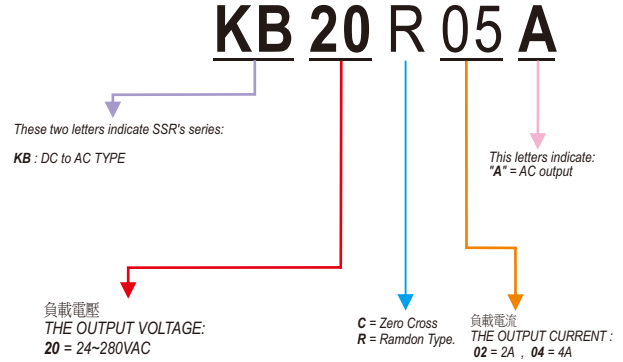 KB 20 R 05 A
These two letters indicate SSR's series:
KB : DC to AC TYPE
This letters indicate:
"A" = AC output
負載電壓
THE OUTPUT VOLTAGE:
20 = 24~280VAC
C = Zero Cross
R = Ramdon Type.
負載電流
THE OUTPUT CURRENT :
02 = 2A , 04 = 4A